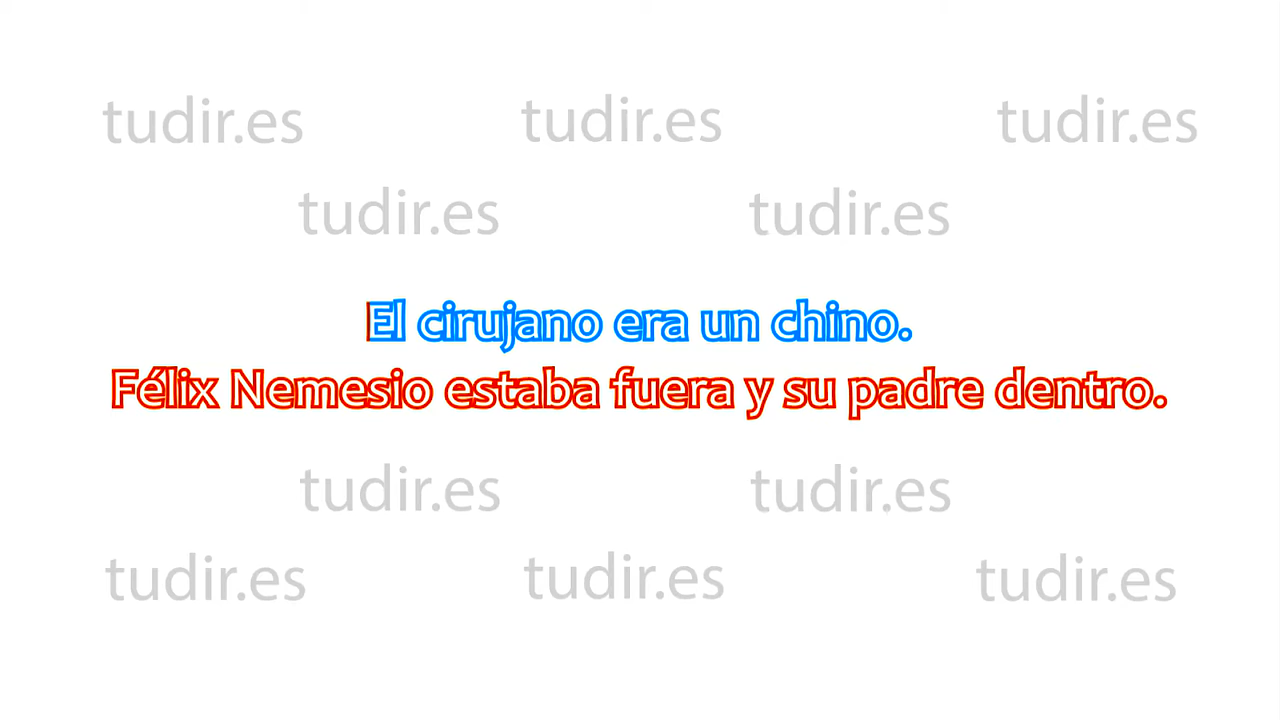 tudir.es tudir.es tudir.es
tudir.es tudir.es
El cirujano era un chino.
Félix Nemesio estaba fuera y su padre dentro.
tudir.es tudir.es
tudir.es tudir.es tudir.es